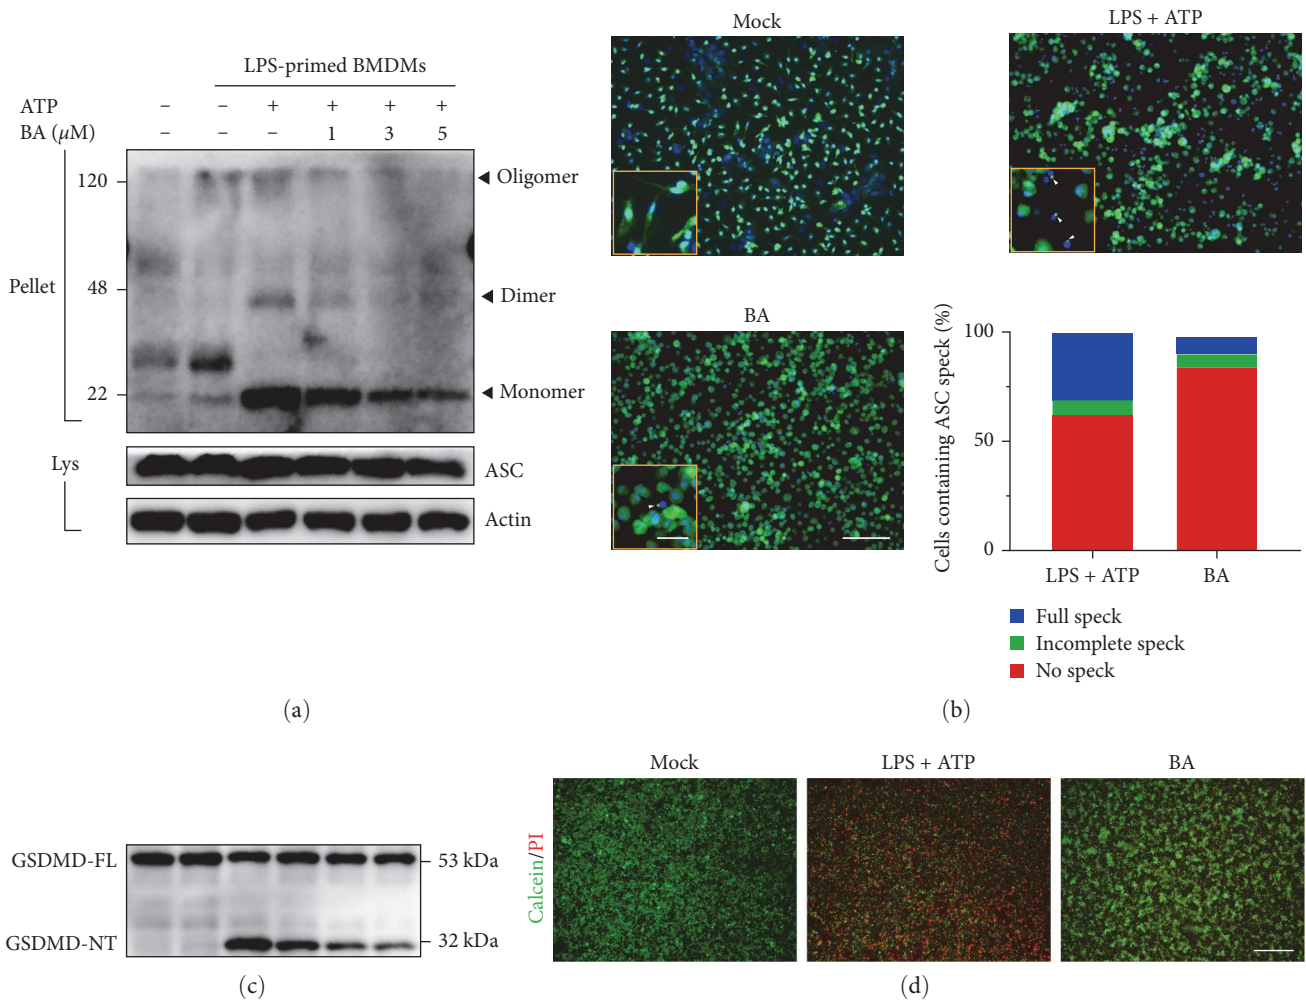 LPS-primed BMDMs
ATP – – + + + +
BA (μM) – – – 1 3 5
120
48
22
Pellet
Oligomer
Dimer
Monomer
Lys
ASC
Actin
(a)
Mock
LPS + ATP
BA
Cells containing ASC speck (%)
100
50
0
LPS + ATP
BA
Full speck
Incomplete speck
No speck
(b)
GSDMD-FL
53 kDa
GSDMD-NT
32 kDa
(c)
Mock
LPS + ATP
BA
Calcein/PI
(d)